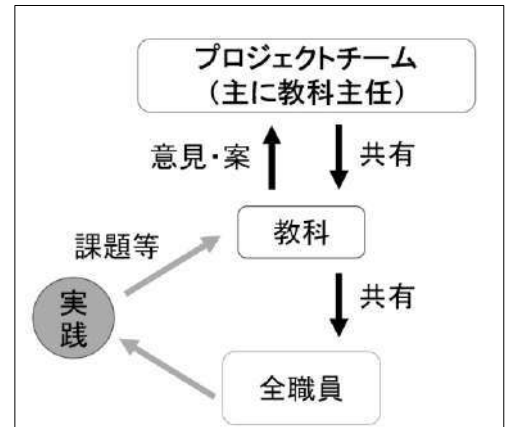 プロジェクトチーム
(主に教科主任)
意見・案
共有
教科
課題等
実
践
共有
全職員